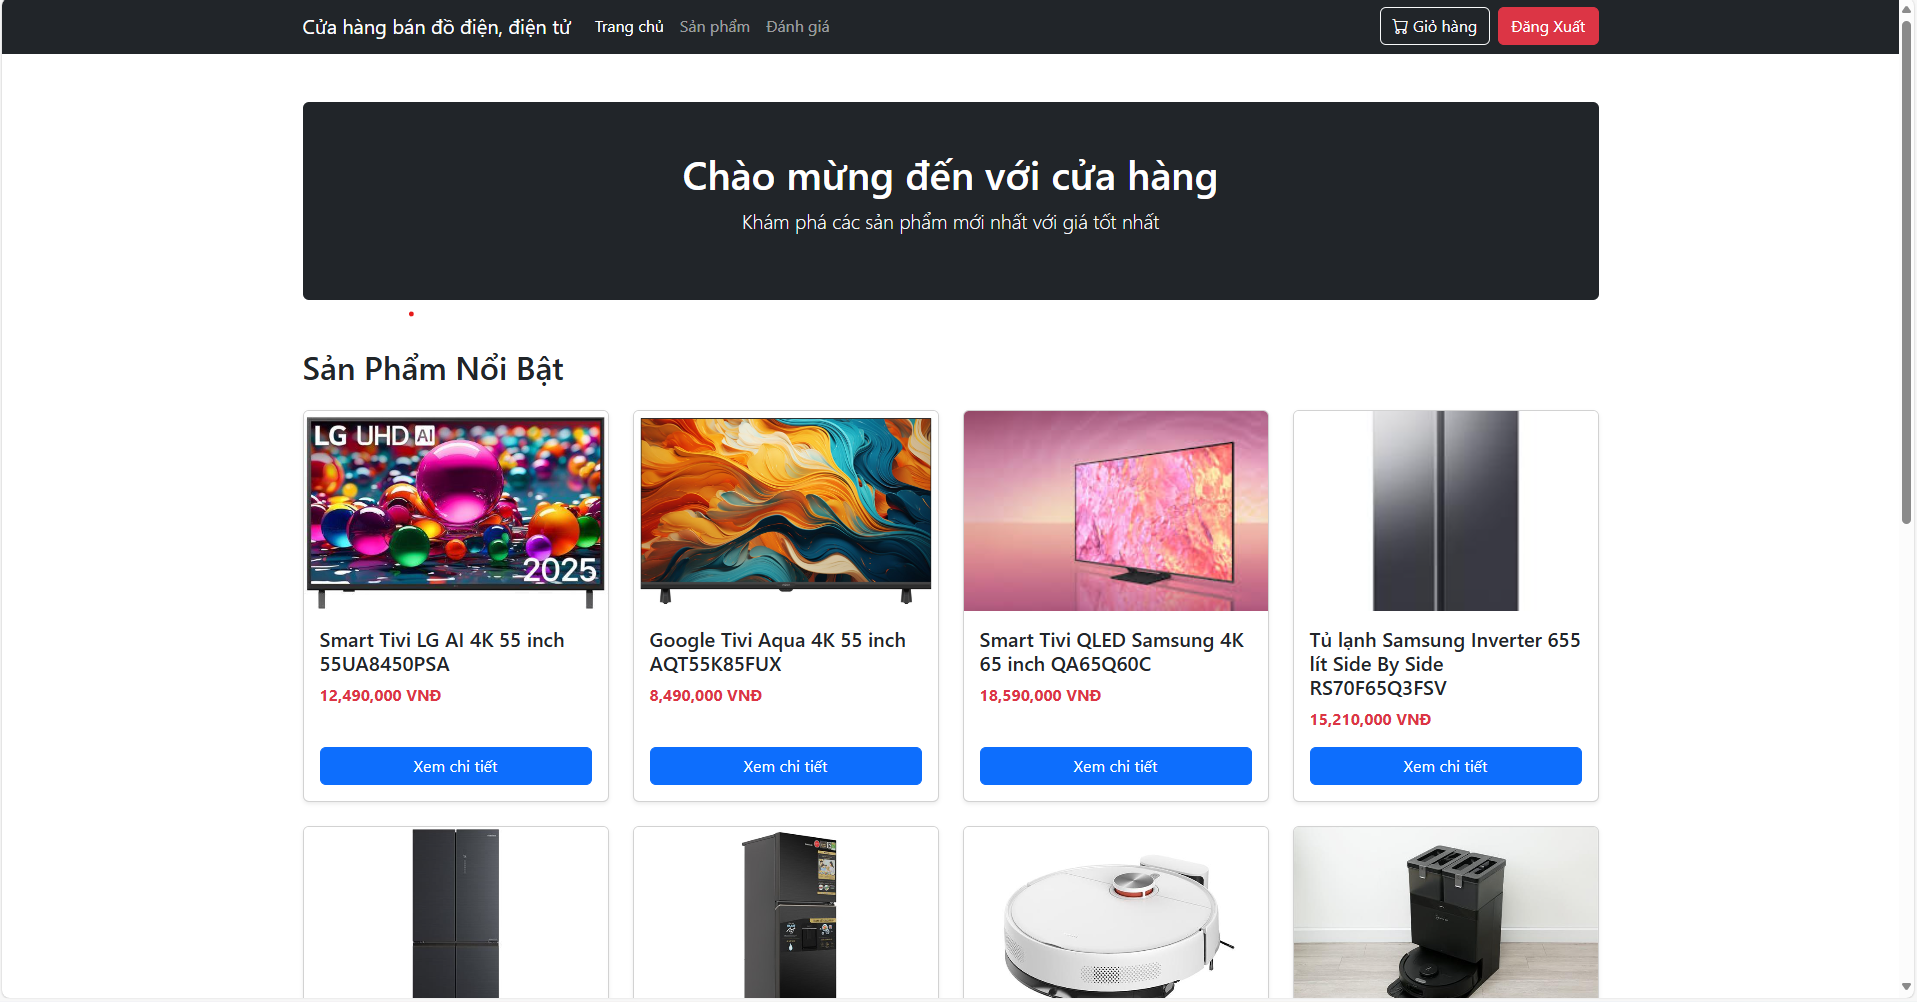 Cửa hàng bán đồ điện, điện tử
Trang chủ
Sản phẩm
Đánh giá
Giỏ hàng
Đăng Xuất
Chào mừng đến với cửa hàng
Khám phá các sản phẩm mới nhất với giá tốt nhất
Sản Phẩm Nổi Bật
LG UHD AI
2025
Smart Tivi LG AI 4K 55 inch
55UA8450PSA
12,490,000 VNĐ
Xem chi tiết
Google Tivi Aqua 4K 55 inch
AQT55K85FUX
8,490,000 VNĐ
Xem chi tiết
Smart Tivi QLED Samsung 4K
65 inch QA65Q60C
18,590,000 VNĐ
Xem chi tiết
Tủ lạnh Samsung Inverter 655
lít Side By Side
RS70F65Q3FSV
15,210,000 VNĐ
Xem chi tiết